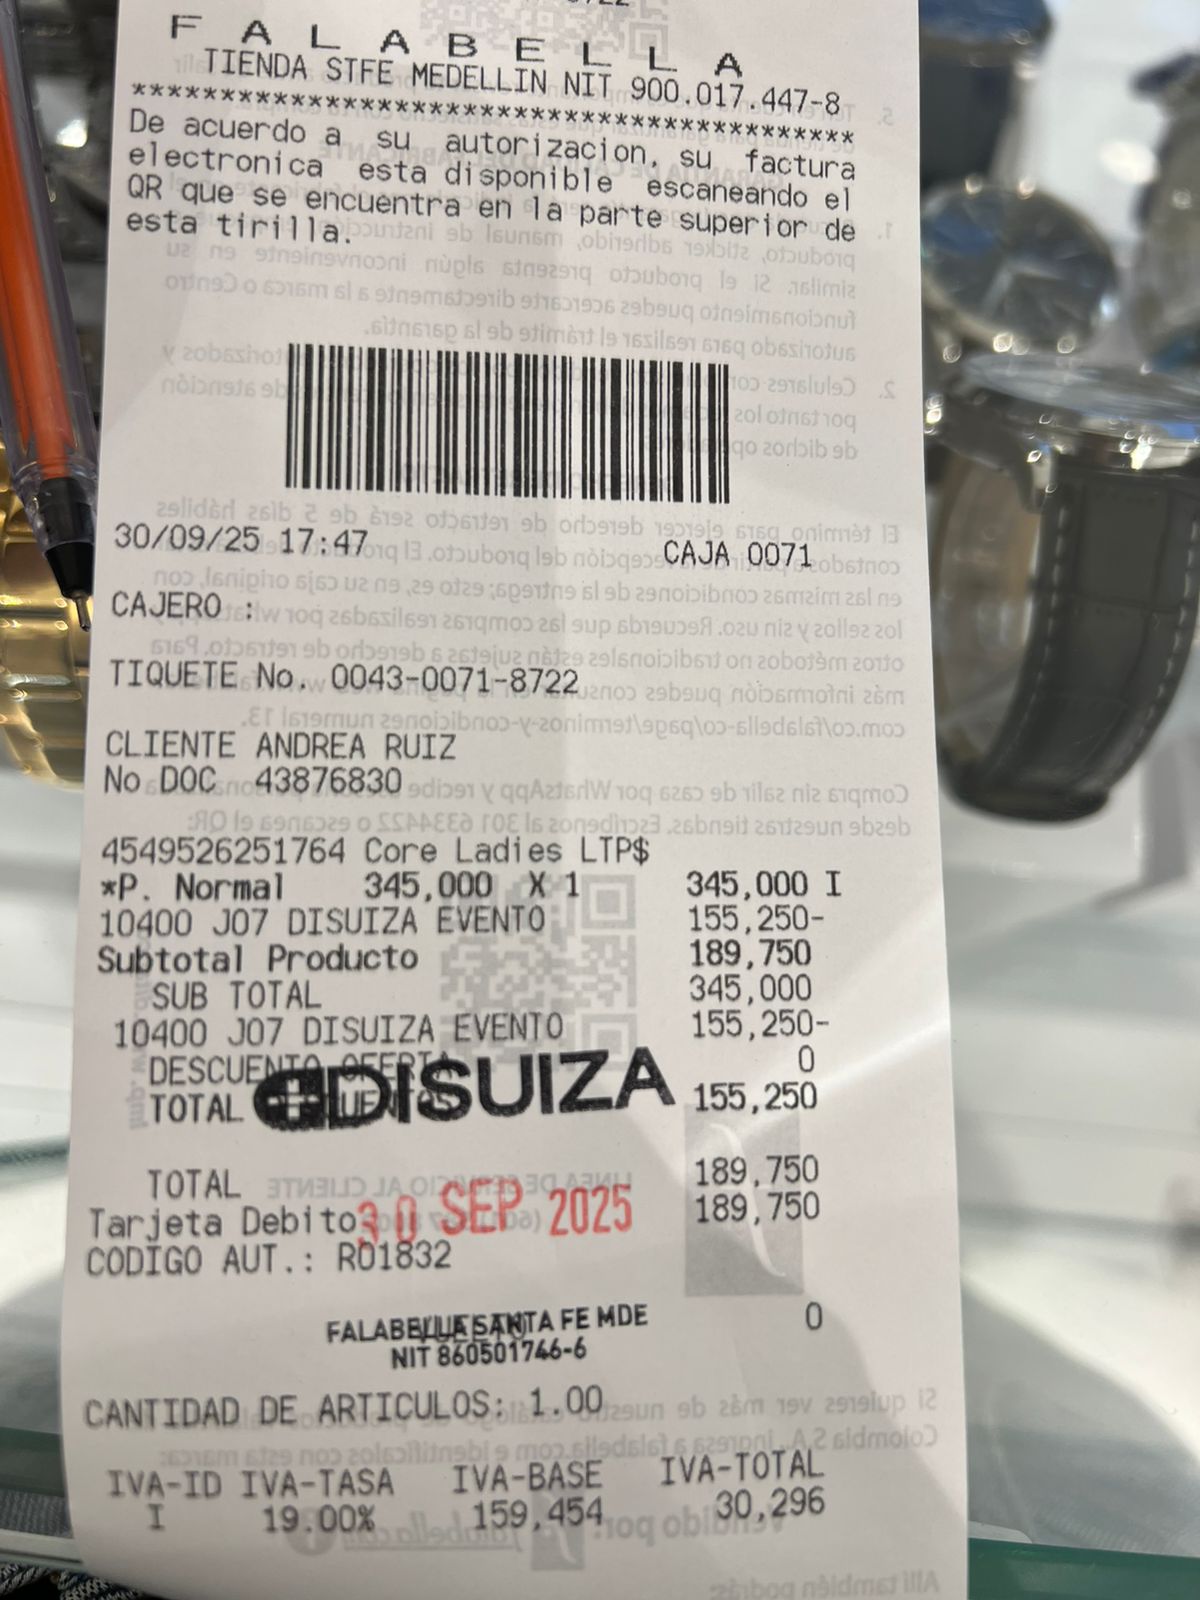 F A L A B E L L A
TIENDA STFE MEDELLIN NIT 900.017.447-8
*****************************************
De acuerdo a su autorizacion, su factura
electronica esta disponible escaneando el
QR que se encuentra en la parte superior de
esta tirilla.
30/09/25 17:47 CAJA 0071
CAJERO :
TIQUETE No. 0043-0071-8722
CLIENTE ANDREA RUIZ
No DOC 43876830
4549526251764 Core Ladies LTP$
*P. Normal 345,000 X 1 345,000 I
10400 J07 DISUIZA EVENTO 155,250-
Subtotal Producto 189,750
SUB TOTAL 345,000
10400 J07 DISUIZA EVENTO 155,250-
DESCUENTO OFERTA 0
TOTAL 155,250
DISUIZA
TOTAL 189,750
Tarjeta Debito 189,750
30 SEP 2025
CODIGO AUT.: R01832
FALABELLA SANTA FE MDE
NIT 860501746-6
0
CANTIDAD DE ARTICULOS: 1.00
IVA-ID IVA-TASA IVA-BASE IVA-TOTAL
I 19.00% 159,454 30,296